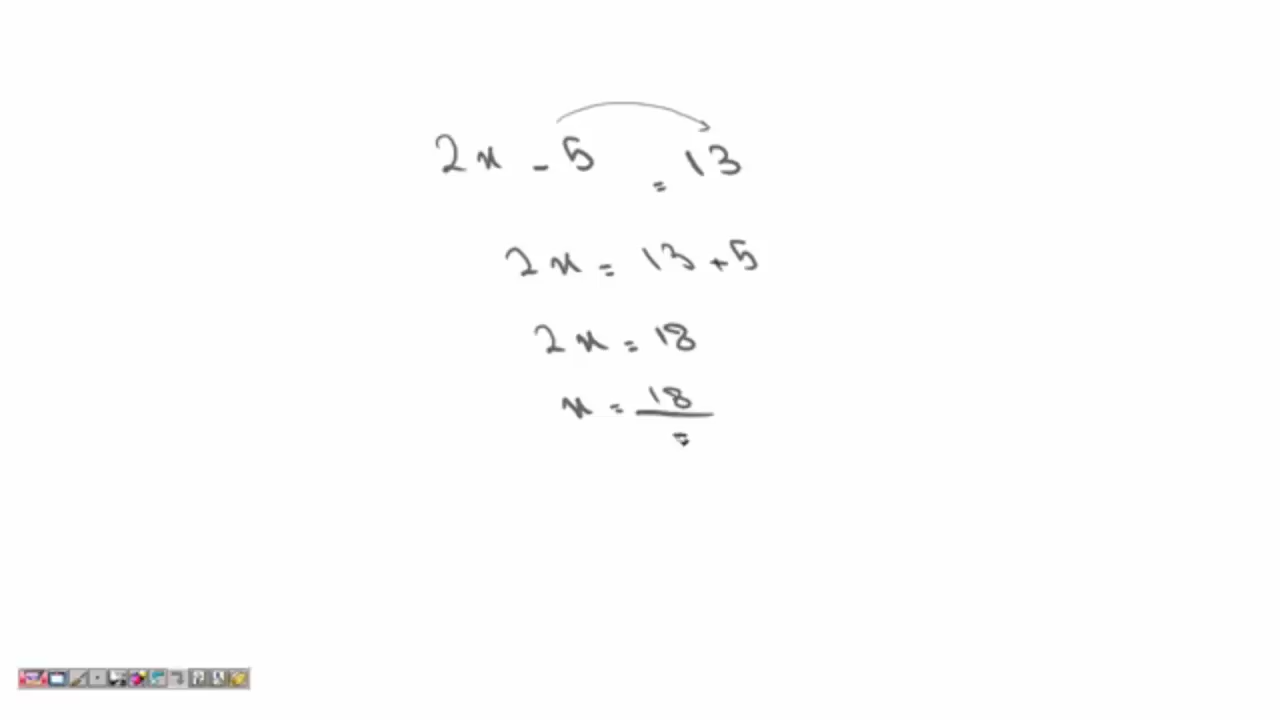 2x - 5 = 13
2x = 13 + 5
2x = 18
x = 18/